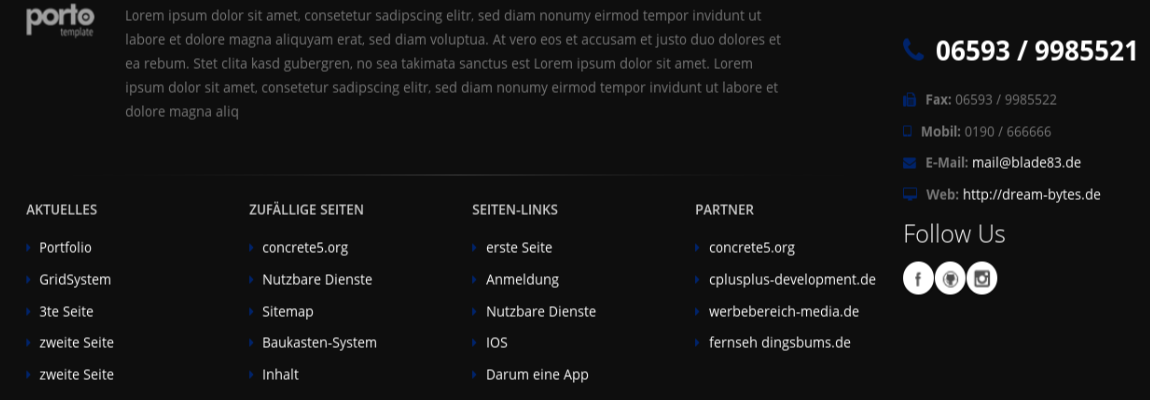 porto
template
Lorem ipsum dolor sit amet, consetetur sadipscing elitr, sed diam nonumy eirmod tempor invidunt ut
labore et dolore magna aliquyam erat, sed diam voluptua. At vero eos et accusam et justo duo dolores et
ea rebum. Stet clita kasd gubergren, no sea takimata sanctus est Lorem ipsum dolor sit amet. Lorem
ipsum dolor sit amet, consetetur sadipscing elitr, sed diam nonumy eirmod tempor invidunt ut labore et
dolore magna aliq
06593 / 9985521
Fax: 06593 / 9985522
Mobil: 0190 / 666666
E-Mail: mail@blade83.de
Web: http://dream-bytes.de
Follow Us
AKTUELLES
Portfolio
GridSystem
3te Seite
zweite Seite
zweite Seite
ZUFÄLLIGE SEITEN
concrete5.org
Nutzbare Dienste
Sitemap
Baukasten-System
Inhalt
SEITEN-LINKS
erste Seite
Anmeldung
Nutzbare Dienste
IOS
Darum eine App
PARTNER
concrete5.org
cplusplus-development.de
werbebereich-media.de
fernseh dingsbums.de